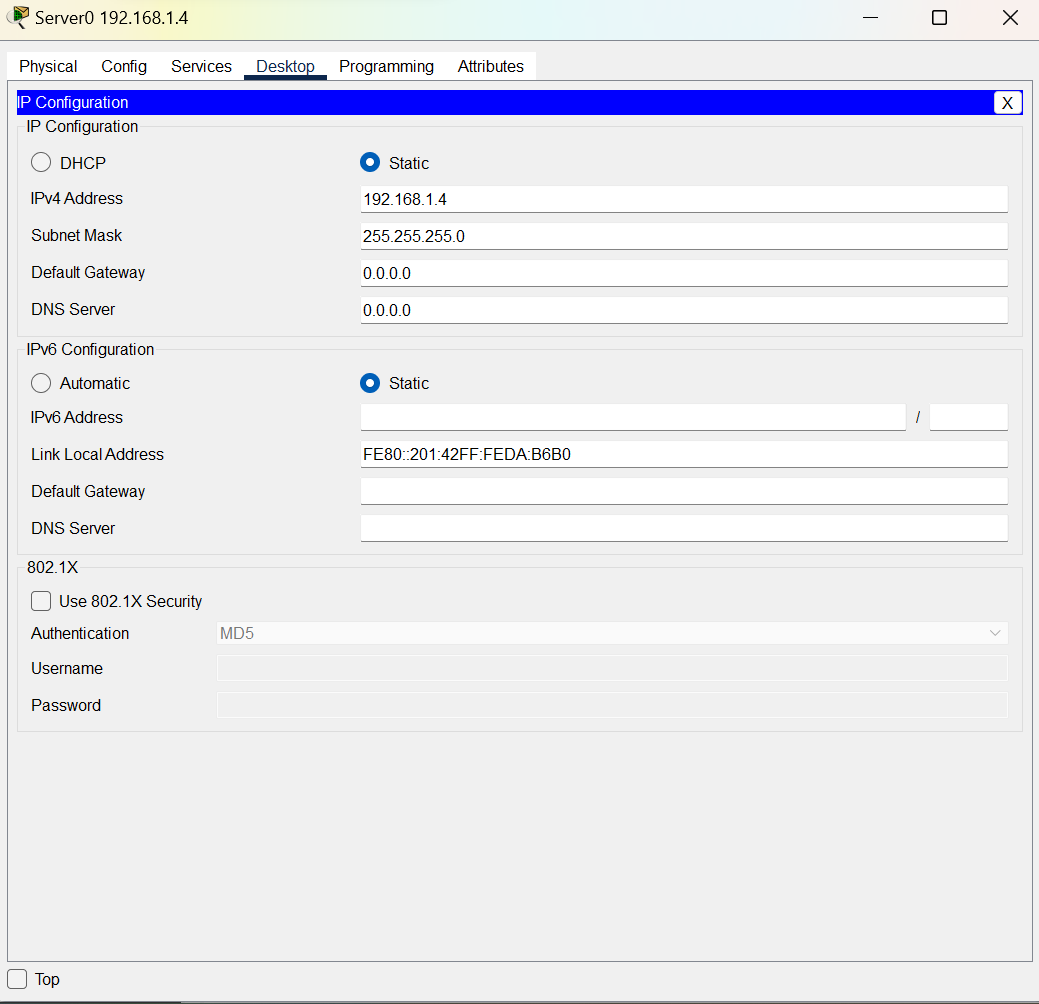 Server0 192.168.1.4
Physical Config Services Desktop Programming Attributes
IP Configuration X
IP Configuration
DHCP Static
IPv4 Address 192.168.1.4
Subnet Mask 255.255.255.0
Default Gateway 0.0.0.0
DNS Server 0.0.0.0
IPv6 Configuration
Automatic Static
IPv6 Address /
Link Local Address FE80::201:42FF:FEDA:B6B0
Default Gateway
DNS Server
802.1X
Use 802.1X Security
Authentication MD5
Username
Password
Top